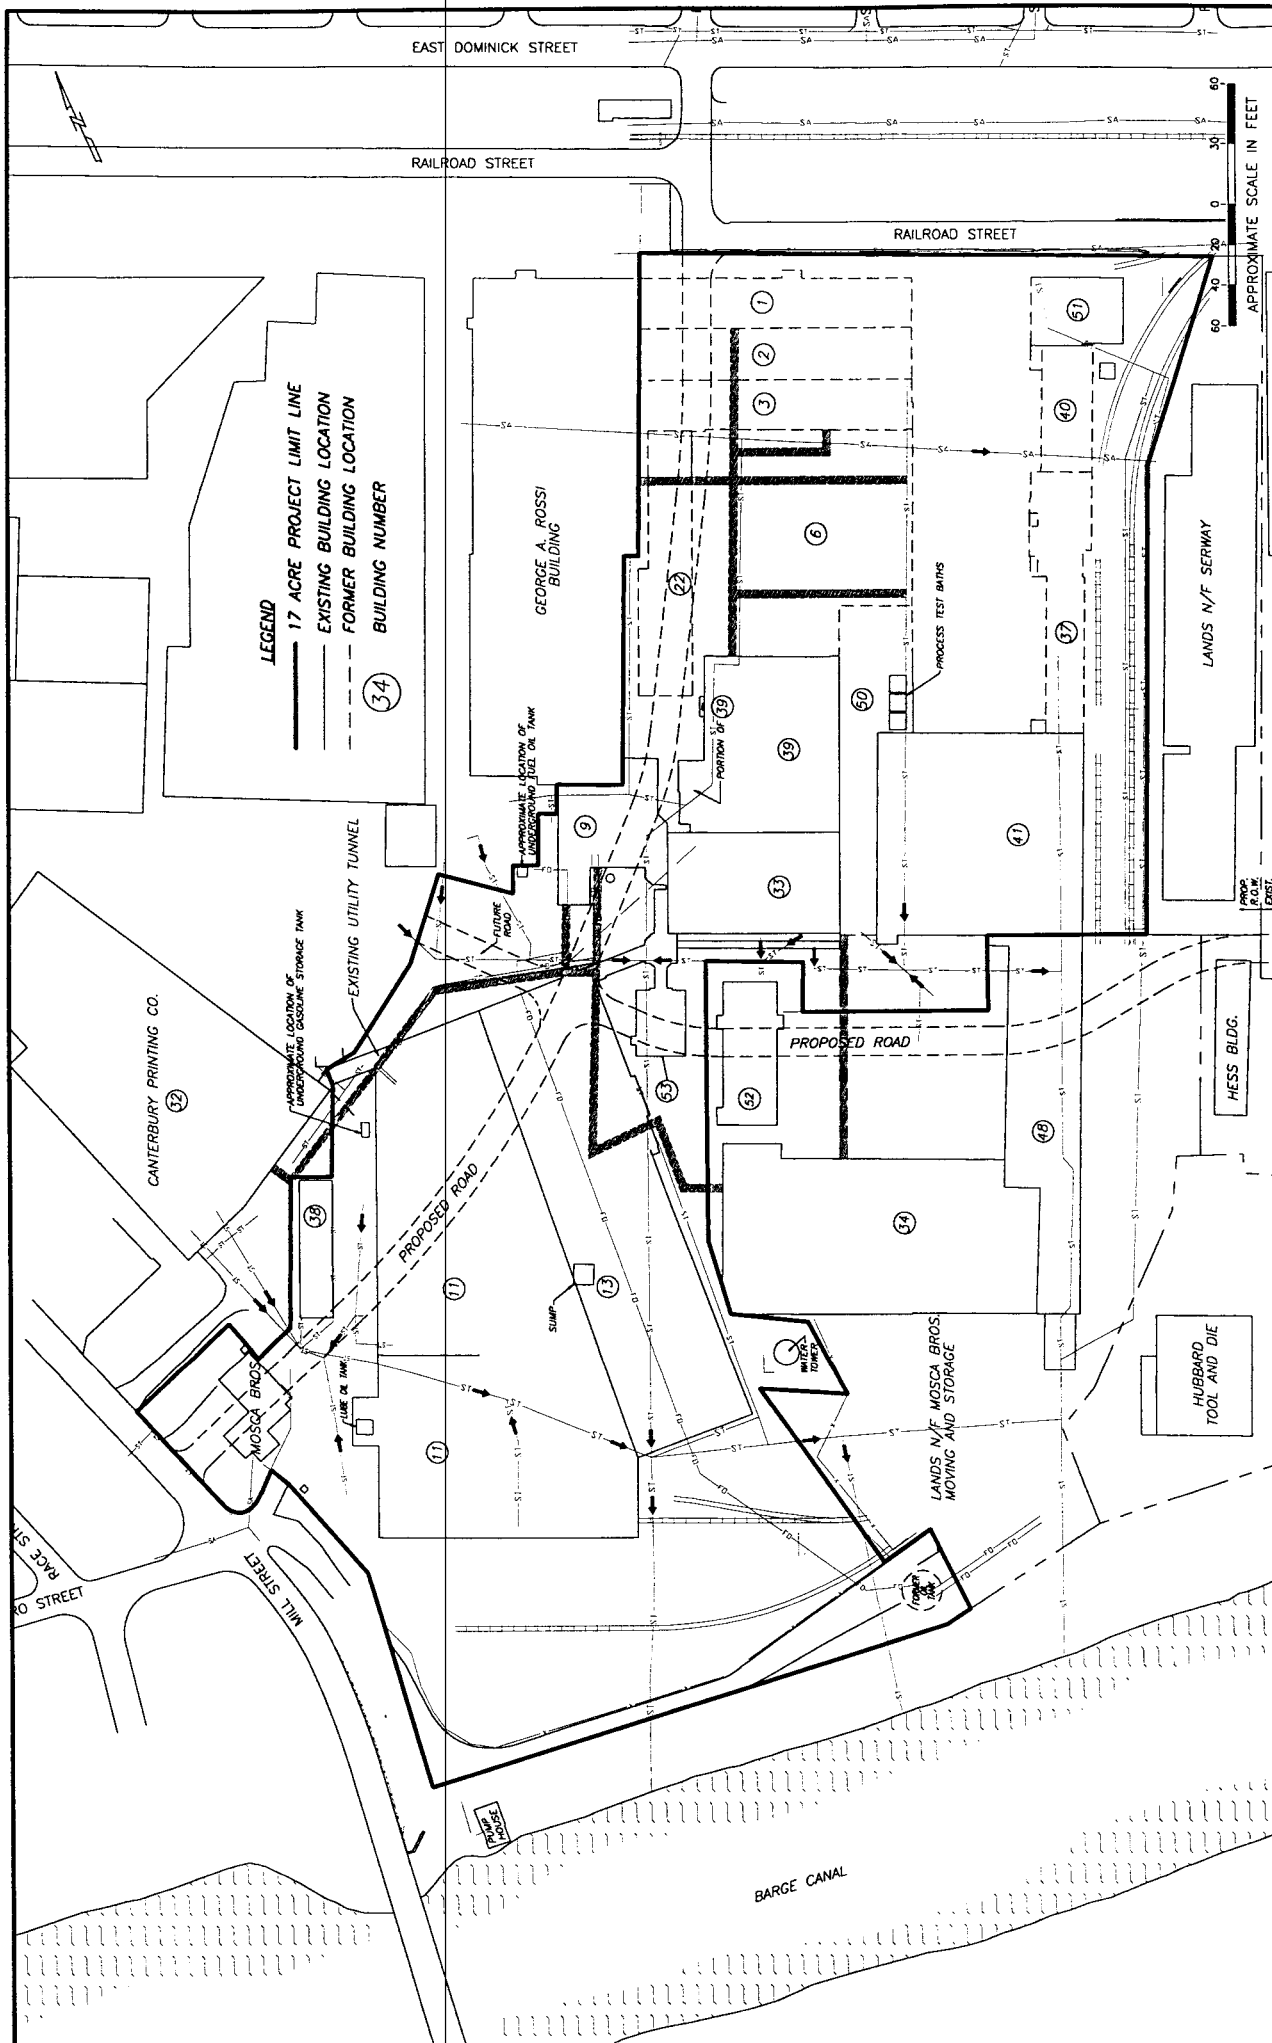 EAST DOMINICK STREET
RAILROAD STREET
RAILROAD STREET
60
30
0
20
40
60
APPROXIMATE SCALE IN FEET
LEGEND
17 ACRE PROJECT LIMIT LINE
EXISTING BUILDING LOCATION
FORMER BUILDING LOCATION
34
BUILDING NUMBER
GEORGE A. ROSSI
BUILDING
1
2
3
6
22
51
40
37
LANDS N/F SERWAY
PROCESS TEST BATHS
50
39
PORTION OF 39
39
41
33
9
APPROXIMATE LOCATION OF
UNDERGROUND FUEL OIL TANK
FUTURE
ROAD
EXISTING UTILITY TUNNEL
APPROXIMATE LOCATION OF
UNDERGROUND GASOLINE STORAGE TANK
CANTERBURY PRINTING CO.
32
PROP.
R.O.W.
EXIST.
HESS BLDG.
PROPOSED ROAD
53
52
48
34
38
PROPOSED ROAD
11
SUMP
13
WATER
TOWER
LANDS N/F MOSCA BROS.
MOVING AND STORAGE
HUBBARD
TOOL AND DIE
MOSCA BROS.
LUBE OIL TANK
11
RACE
RO STREET
MILL STREET
FORMER
OIL
TANK
PUMP
HOUSE
BARGE CANAL